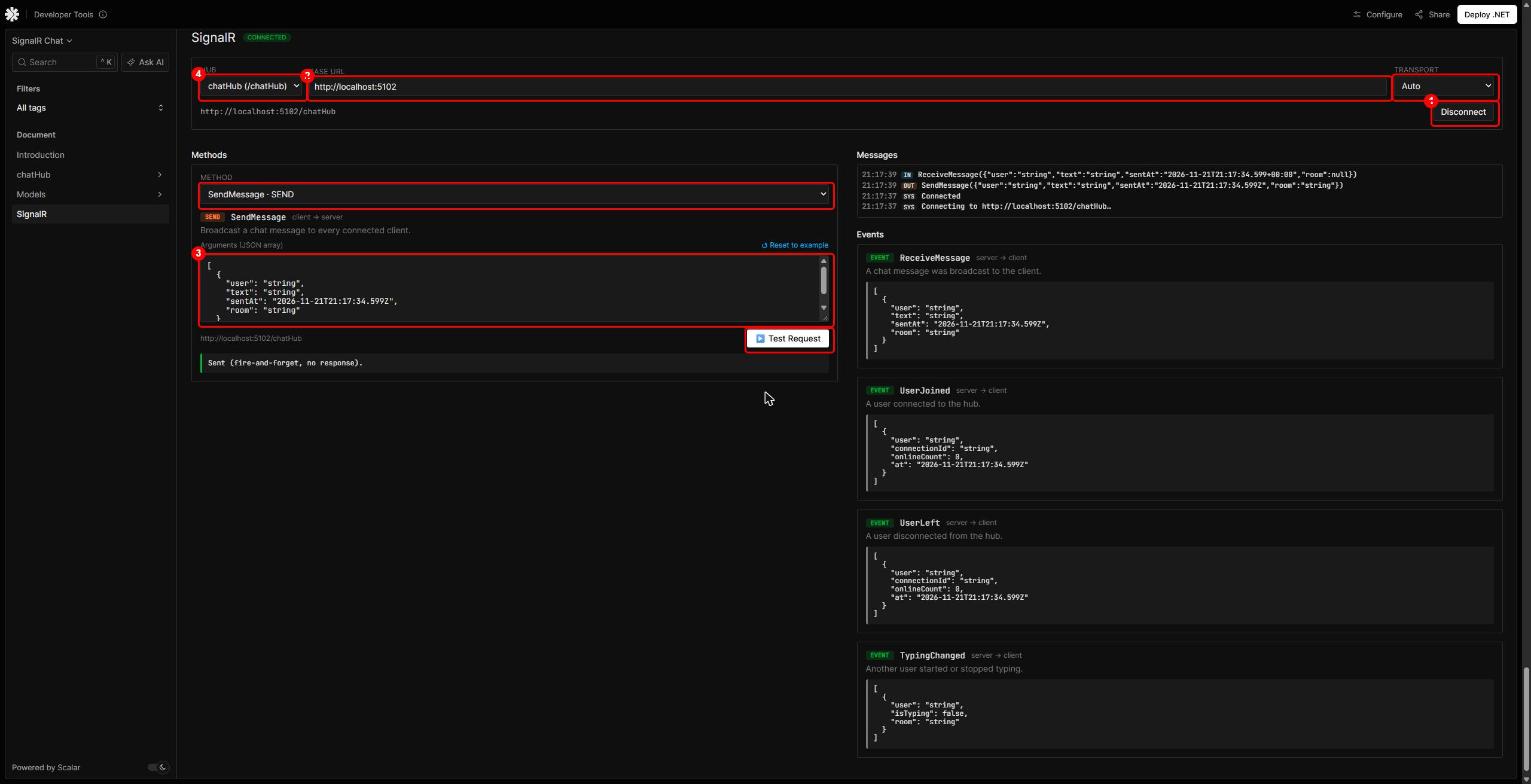 Developer Tools
Configure
Share
Deploy .NET
SignalR Chat
Search
^ K
Ask AI
Filters
All tags
Document
Introduction
chatHub
Models
SignalR
Powered by Scalar
SignalR CONNECTED
4
chatHub (/chatHub)
ASE URL
http://localhost:5102
TRANSPORT
Auto
http://localhost:5102/chatHub
Disconnect
Methods
METHOD
SendMessage · SEND
SEND SendMessage client → server
Broadcast a chat message to every connected client.
Arguments (JSON array)
↺ Reset to example
3
[
{
"user": "string",
"text": "string",
"sentAt": "2026-11-21T21:17:34.599Z",
"room": "string"
}
http://localhost:5102/chatHub
Test Request
Sent (fire-and-forget, no response).
Messages
21:17:39 IN ReceiveMessage({"user":"string","text":"string","sentAt":"2026-11-21T21:17:34.599+00:00","room":null})
21:17:39 OUT SendMessage({"user":"string","text":"string","sentAt":"2026-11-21T21:17:34.599Z","room":"string"})
21:17:37 SYS Connected
21:17:37 SYS Connecting to http://localhost:5102/chatHub…
Events
EVENT ReceiveMessage server → client
A chat message was broadcast to the client.
[
{
"user": "string",
"text": "string",
"sentAt": "2026-11-21T21:17:34.599Z",
"room": "string"
}
]
EVENT UserJoined server → client
A user connected to the hub.
[
{
"user": "string",
"connectionId": "string",
"onlineCount": 0,
"at": "2026-11-21T21:17:34.599Z"
}
]
EVENT UserLeft server → client
A user disconnected from the hub.
[
{
"user": "string",
"connectionId": "string",
"onlineCount": 0,
"at": "2026-11-21T21:17:34.599Z"
}
]
EVENT TypingChanged server → client
Another user started or stopped typing.
[
{
"user": "string",
"isTyping": false,
"room": "string"
}
]